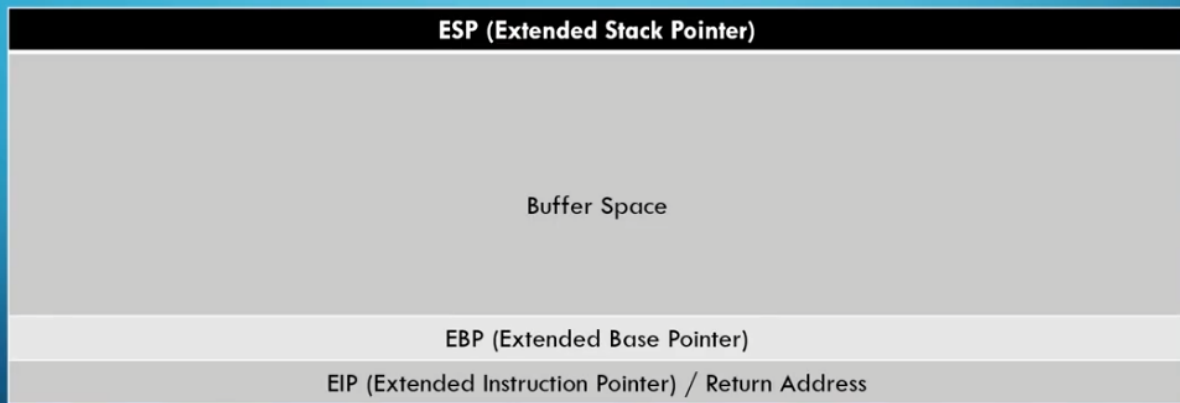 ESP (Extended Stack Pointer)
Buffer Space
EBP (Extended Base Pointer)
EIP (Extended Instruction Pointer) / Return Address